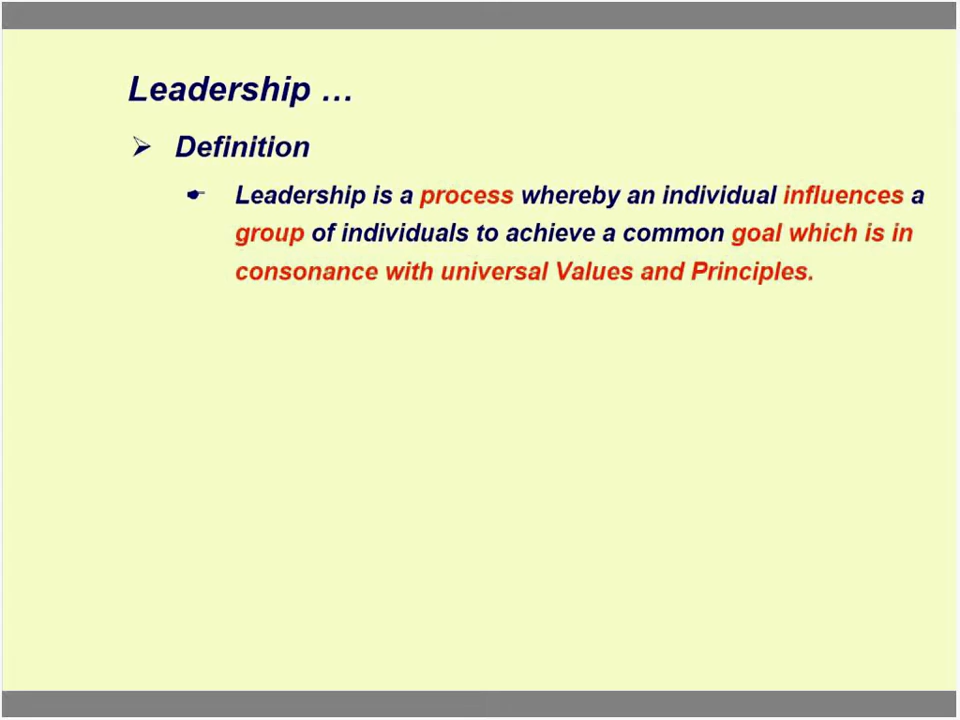 Leadership …
Definition
Leadership is a process whereby an individual influences a
group of individuals to achieve a common goal which is in
consonance with universal Values and Principles.